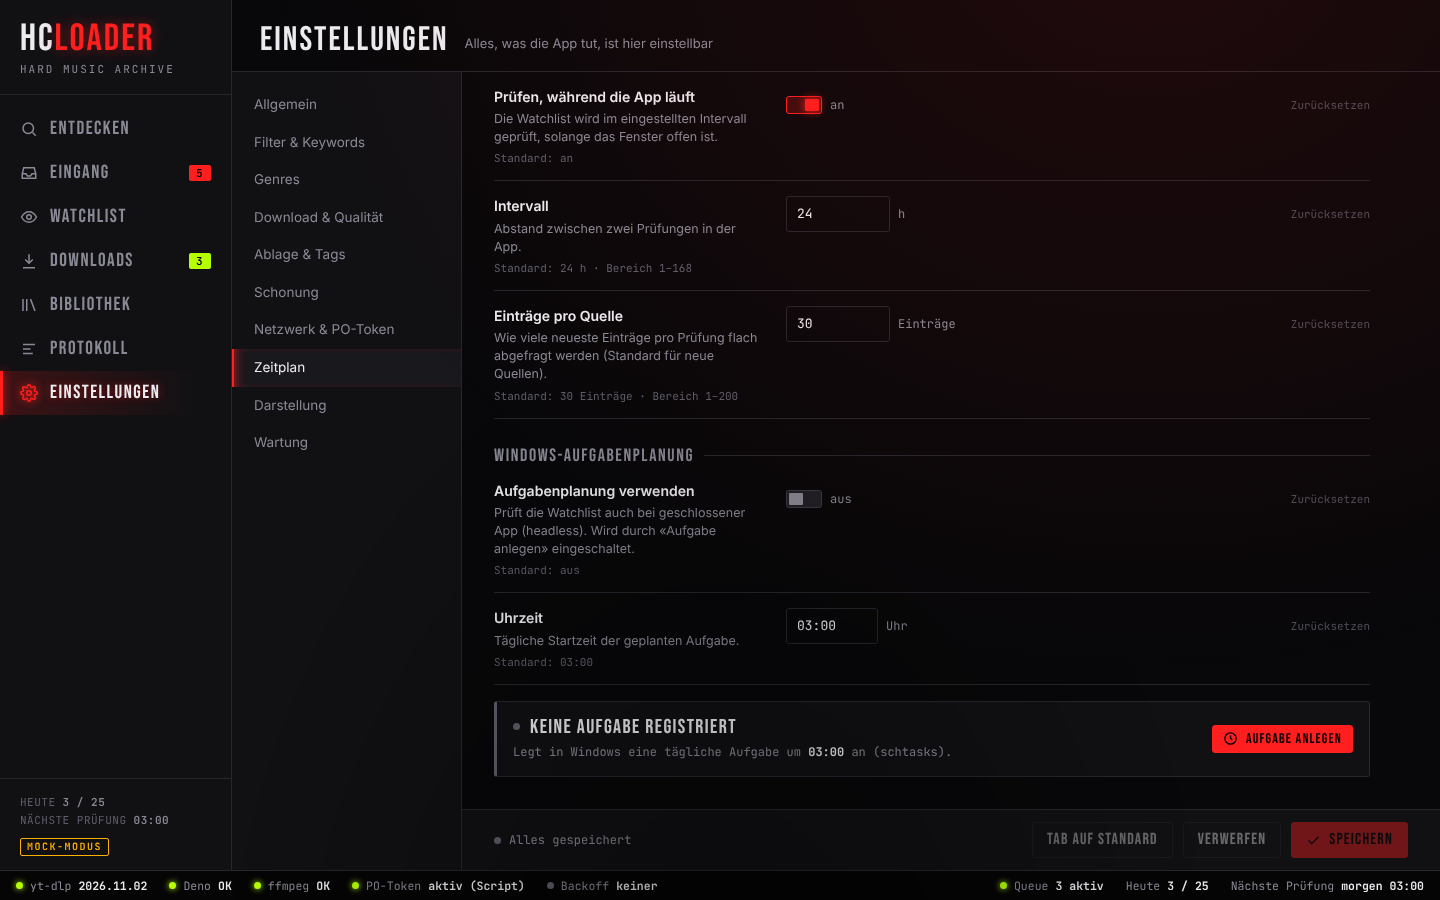 HCLOADER
HARD MUSIC ARCHIVE
ENTDECKEN
EINGANG 5
WATCHLIST
DOWNLOADS 3
BIBLIOTHEK
PROTOKOLL
EINSTELLUNGEN
HEUTE 3 / 25
NÄCHSTE PRÜFUNG 03:00
MOCK-MODUS
EINSTELLUNGEN Alles, was die App tut, ist hier einstellbar
Allgemein
Filter & Keywords
Genres
Download & Qualität
Ablage & Tags
Schonung
Netzwerk & PO-Token
Zeitplan
Darstellung
Wartung
Prüfen, während die App läuft
Die Watchlist wird im eingestellten Intervall
geprüft, solange das Fenster offen ist.
Standard: an
an
Zurücksetzen
Intervall
Abstand zwischen zwei Prüfungen in der
App.
Standard: 24 h · Bereich 1–168
24 h
Zurücksetzen
Einträge pro Quelle
Wie viele neueste Einträge pro Prüfung flach
abgefragt werden (Standard für neue
Quellen).
Standard: 30 Einträge · Bereich 1–200
30 Einträge
Zurücksetzen
WINDOWS-AUFGABENPLANUNG
Aufgabenplanung verwenden
Prüft die Watchlist auch bei geschlossener
App (headless). Wird durch «Aufgabe
anlegen» eingeschaltet.
Standard: aus
aus
Zurücksetzen
Uhrzeit
Tägliche Startzeit der geplanten Aufgabe.
Standard: 03:00
03:00 Uhr
Zurücksetzen
KEINE AUFGABE REGISTRIERT
Legt in Windows eine tägliche Aufgabe um 03:00 an (schtasks).
AUFGABE ANLEGEN
Alles gespeichert
TAB AUF STANDARD
VERWERFEN
SPEICHERN
yt-dlp 2026.11.02 Deno OK ffmpeg OK PO-Token aktiv (Script) Backoff keiner Queue 3 aktiv Heute 3 / 25 Nächste Prüfung morgen 03:00